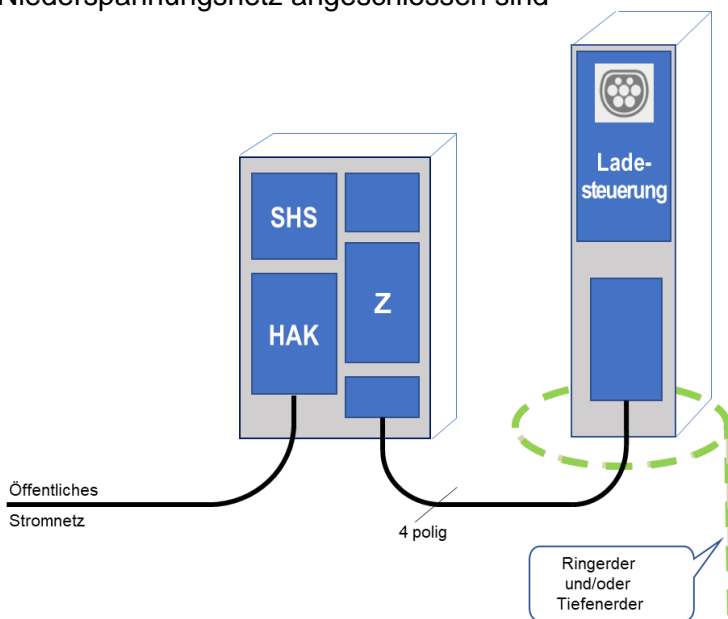 Niederspannungsnetz angeschlossen sind
Lade-
steuerung
SHS
Z
HAK
Öffentliches
Stromnetz
4 polig
Ringerder
und/oder
Tiefenerder